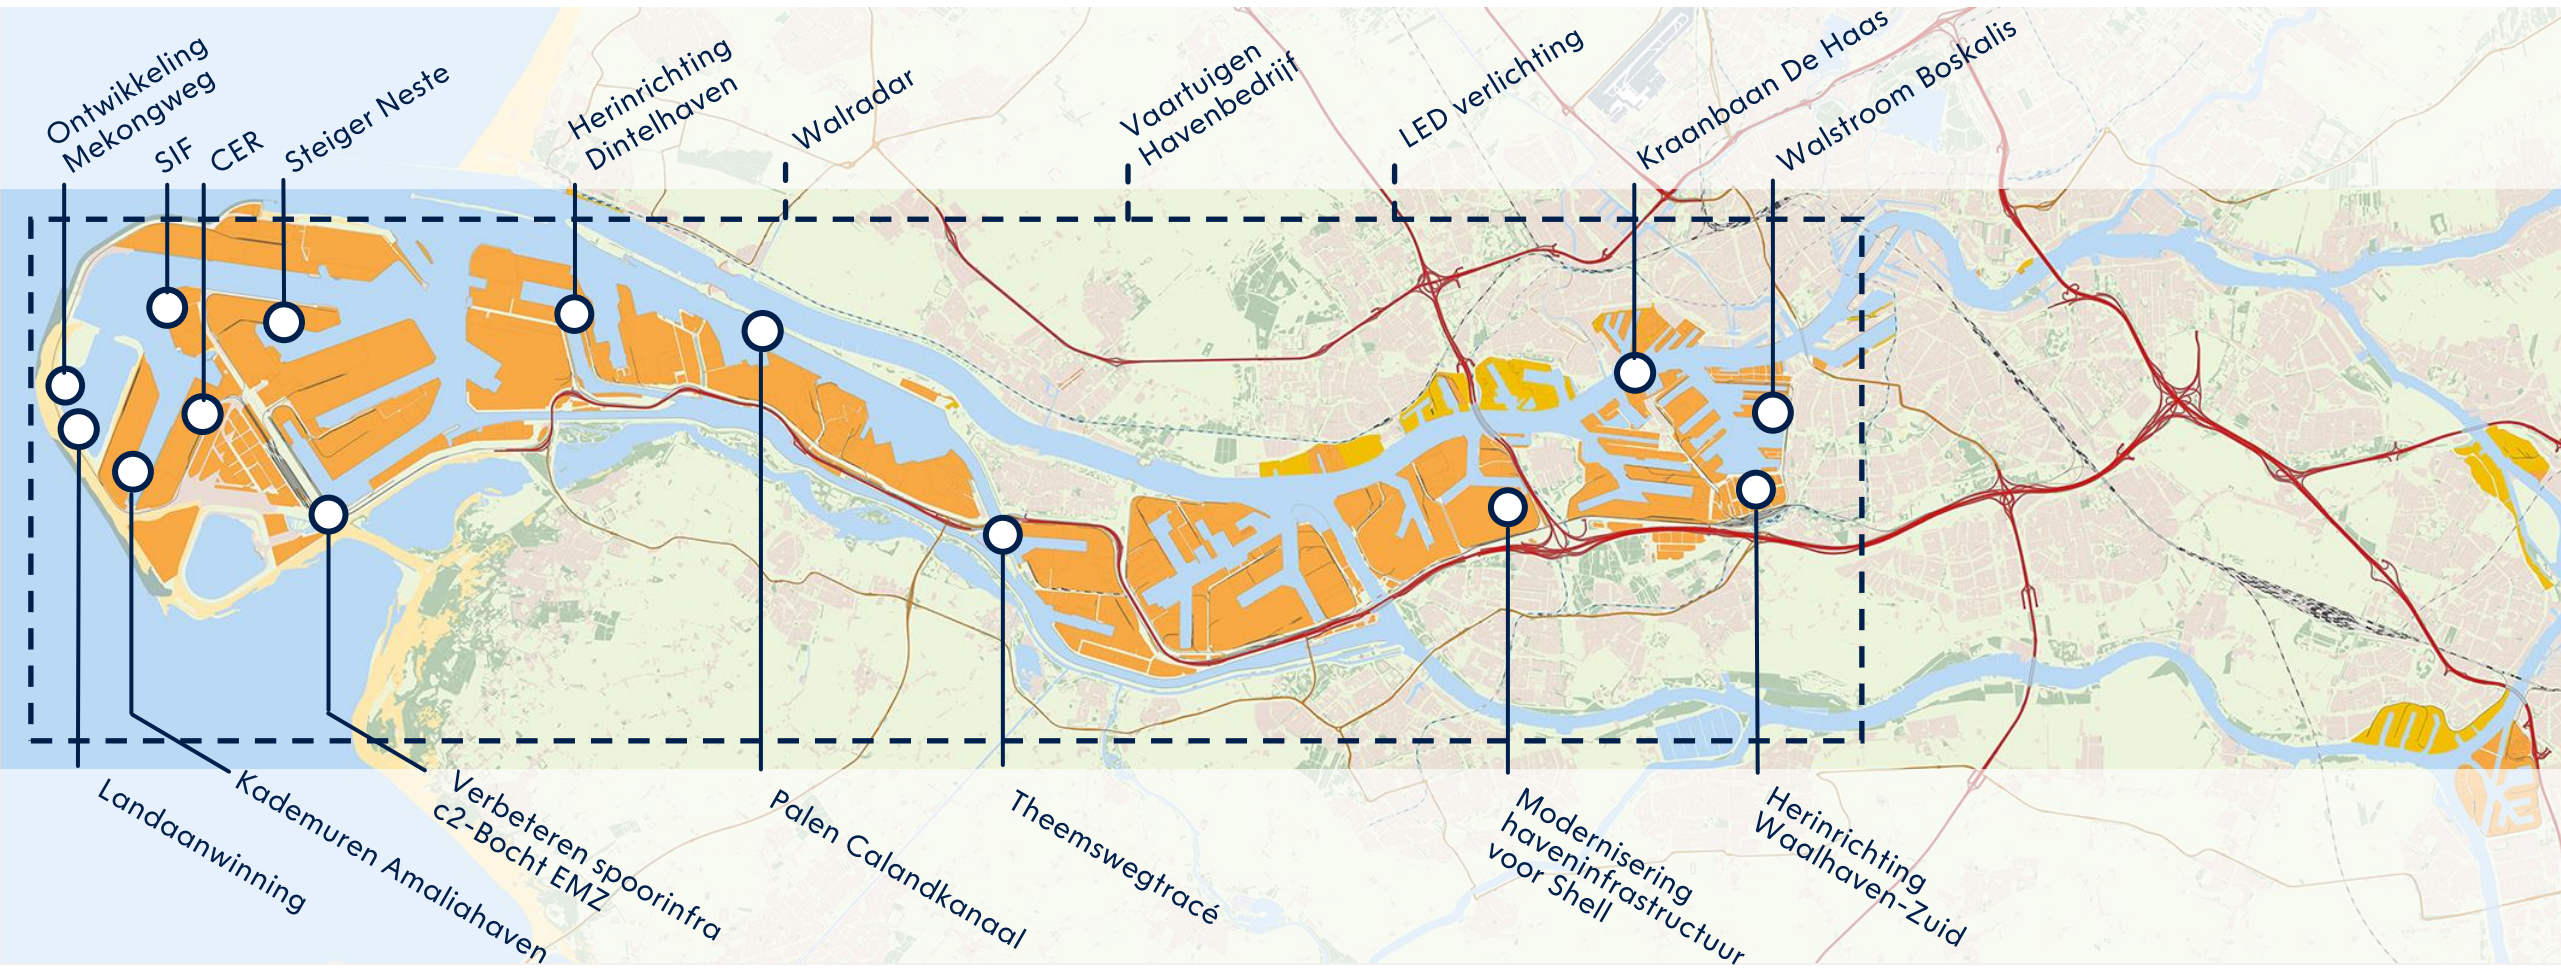 Ontwikkeling
Mekongweg
SIF
CER
Steiger Neste
Herinrichting
Dintelhaven
Walradar
Vaartuigen
Havenbedrijf
LED verlichting
Kraanbaan De Haas
Walstroom Boskalis
Landaanwinning
Kademuren Amaliahaven
Verbeteren spoorinfra
c2-Bocht EMZ
Palen Calandkanaal
Theemswegtracé
Modernisering
haveninfrastructuur
voor Shell
Herinrichting
Waalhaven-Zuid